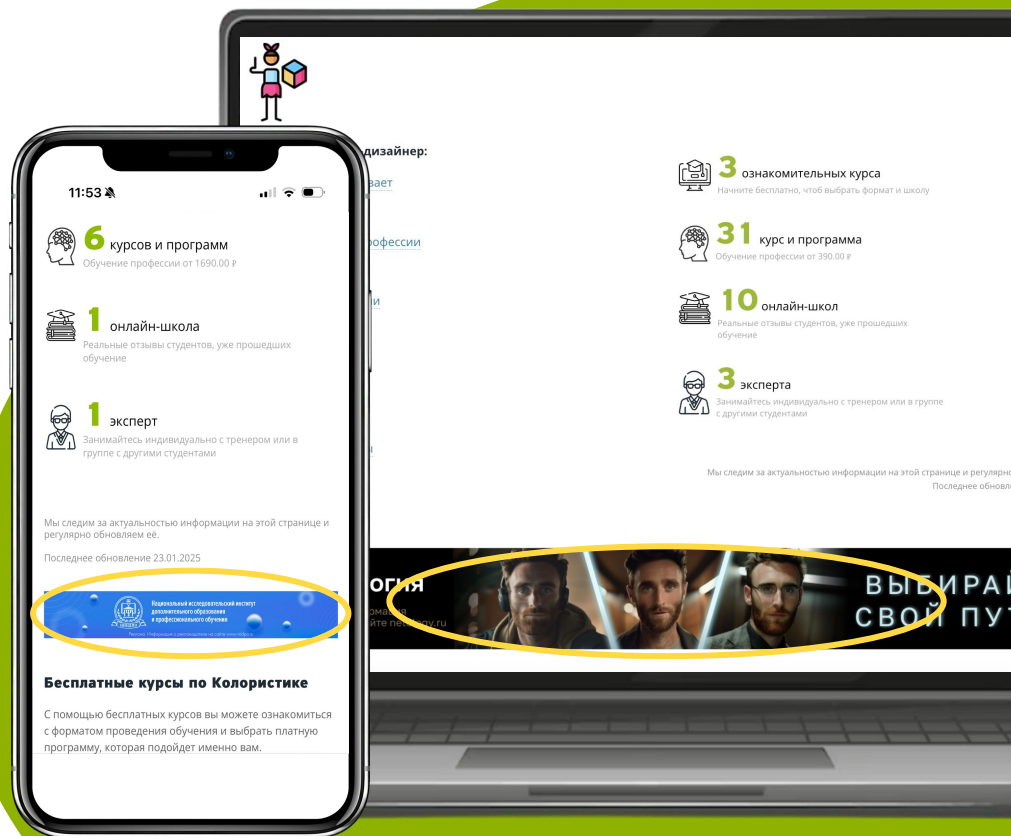 11:53
6 курсов и программ
Обучение профессии от 1690.00 ₽
1 онлайн-школа
Реальные отзывы студентов, уже прошедших
обучение
1 эксперт
Занимайтесь индивидуально с тренером или в
группе с другими студентами
Мы следим за актуальностью информации на этой странице и
регулярно обновляем её.
Последнее обновление 23.01.2025
Национальный исследовательский институт
дополнительного образования
и профессионального обучения
Бесплатные курсы по Колористике
С помощью бесплатных курсов вы можете ознакомиться
с форматом проведения обучения и выбрать платную
программу, которая подойдет именно вам.
дизайнер:
вает
рофессии
и
3 ознакомительных курса
Начните бесплатно, чтоб выбрать формат и школу
31 курс и программа
Обучение профессии от 390.00 ₽
10 онлайн-школ
Реальные отзывы студентов, уже прошедших
обучение
3 эксперта
Занимайтесь индивидуально с тренером или в группе
с другими студентами
Мы следим за актуальностью информации на этой странице и регулярно
Последнее обновл
огия
ВЫБИРАЙ
СВОЙ ПУТ